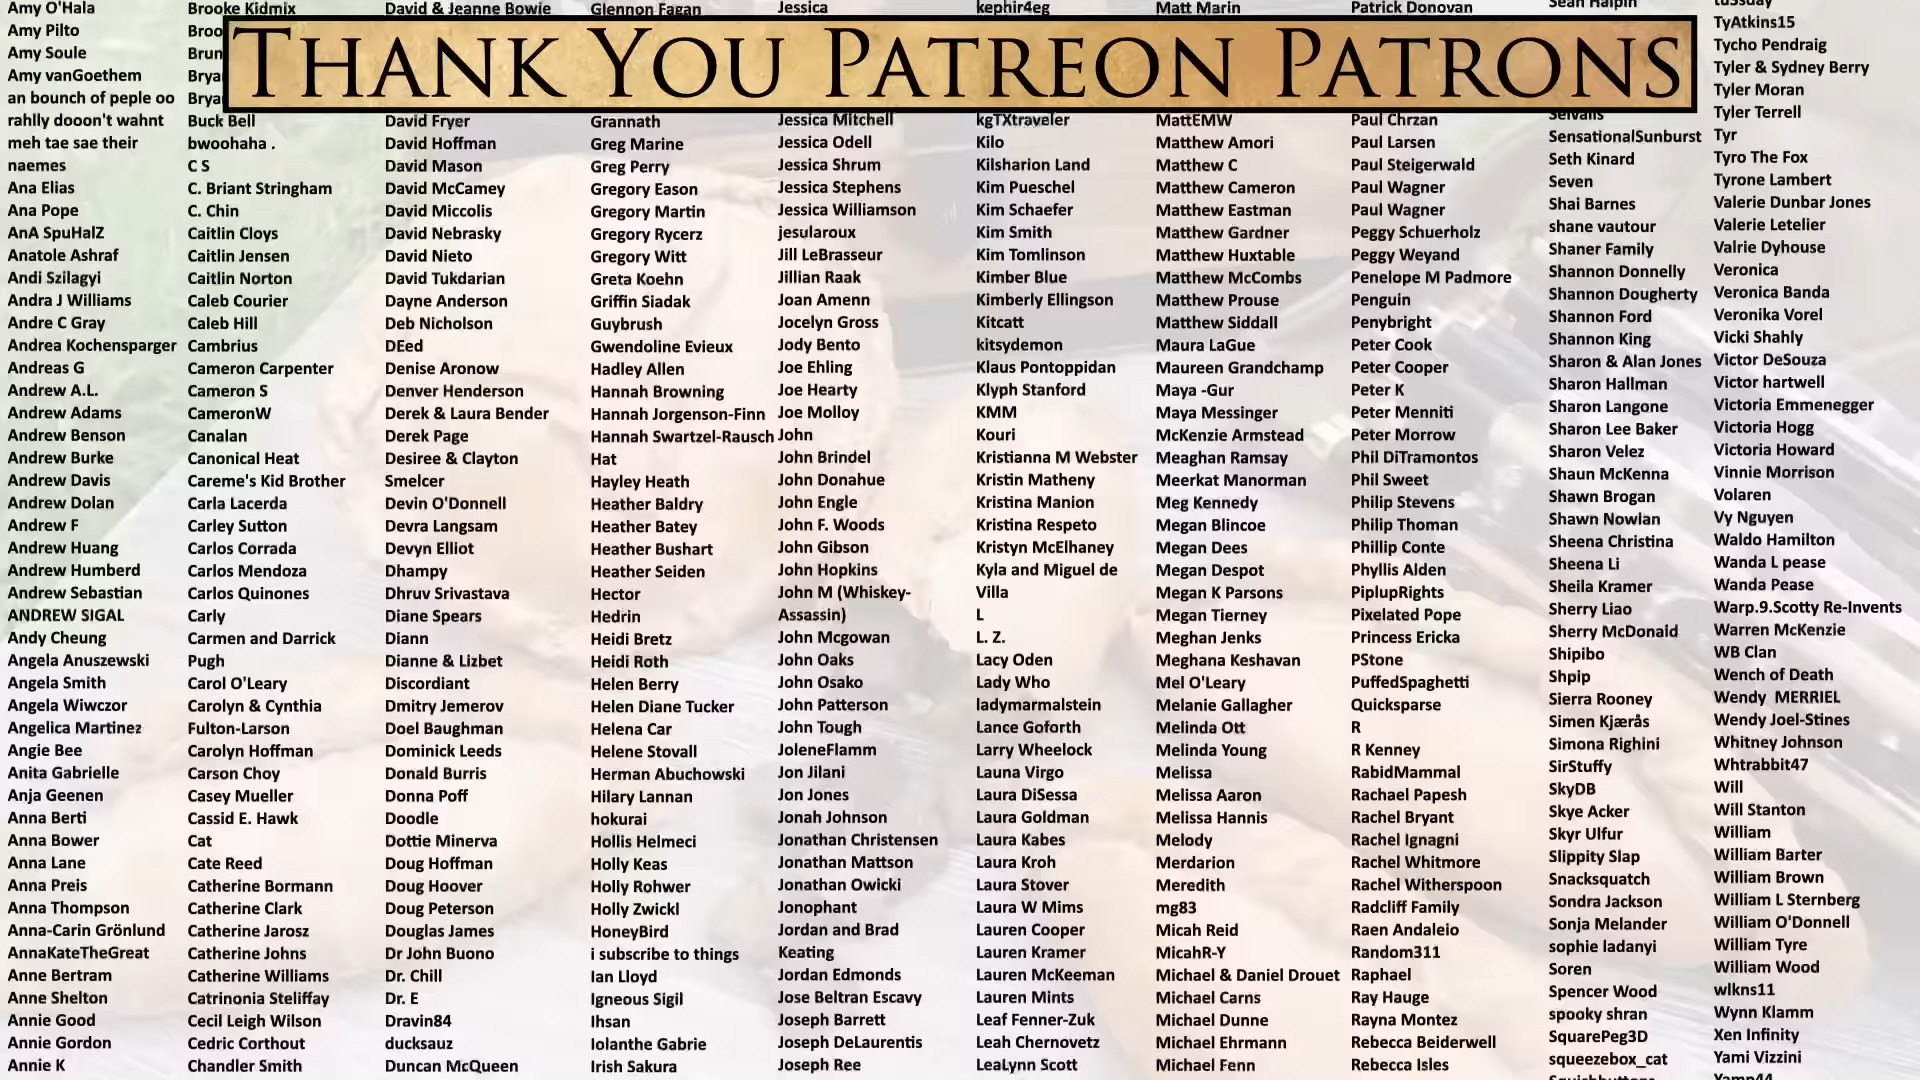 THANK YOU PATREON PATRONS
Amy O'Hala
Amy Pilto
Amy Soule
Amy vanGoethem
an bounch of peple oo
rahlly dooon't wahnt
meh tae sae their
naemes
Ana Elias
Ana Pope
AnA SpuHalZ
Anatole Ashraf
Andi Szilagyi
Andra J Williams
Andre C Gray
Andrea Kochensparger
Andreas G
Andrew A.L.
Andrew Adams
Andrew Benson
Andrew Burke
Andrew Davis
Andrew Dolan
Andrew F
Andrew Huang
Andrew Humberd
Andrew Sebastian
ANDREW SIGAL
Andy Cheung
Angela Anuszewski
Angela Smith
Angela Wiwczor
Angelica Martinez
Angie Bee
Anita Gabrielle
Anja Geenen
Anna Berti
Anna Bower
Anna Lane
Anna Preis
Anna Thompson
Anna-Carin Grönlund
AnnaKateTheGreat
Anne Bertram
Anne Shelton
Annie Good
Annie Gordon
Annie K
Brooke Kidmix
Buck Bell
bwoohaha .
C S
C. Briant Stringham
C. Chin
Caitlin Cloys
Caitlin Jensen
Caitlin Norton
Caleb Courier
Caleb Hill
Cambrius
Cameron Carpenter
Cameron S
CameronW
Canalan
Canonical Heat
Careme's Kid Brother
Carla Lacerda
Carley Sutton
Carlos Corrada
Carlos Mendoza
Carlos Quinones
Carly
Carmen and Darrick
Pugh
Carol O'Leary
Carolyn & Cynthia
Fulton-Larson
Carolyn Hoffman
Carson Choy
Casey Mueller
Cassid E. Hawk
Cat
Cate Reed
Catherine Bormann
Catherine Clark
Catherine Jarosz
Catherine Johns
Catherine Williams
Catrinonia Steliffay
Cecil Leigh Wilson
Cedric Corthout
Chandler Smith
David & Jeanne Bowie
David Fryer
David Hoffman
David Mason
David McCamey
David Miccolis
David Nebrasky
David Nieto
David Tukdarian
Dayne Anderson
Deb Nicholson
DEed
Denise Aronow
Denver Henderson
Derek & Laura Bender
Derek Page
Desiree & Clayton
Smelcer
Devin O'Donnell
Devra Langsam
Devyn Elliot
Dhampy
Dhruv Srivastava
Diane Spears
Diann
Dianne & Lizbet
Discordiant
Dmitry Jemerov
Doel Baughman
Dominick Leeds
Donald Burris
Donna Poff
Doodle
Dottie Minerva
Doug Hoffman
Doug Hoover
Doug Peterson
Douglas James
Dr John Buono
Dr. Chill
Dr. E
Dravin84
ducksauz
Duncan McQueen
Glennon Fagan
Grannath
Greg Marine
Greg Perry
Gregory Eason
Gregory Martin
Gregory Rycerz
Gregory Witt
Greta Koehn
Griffin Siadak
Guybrush
Gwendoline Evieux
Hadley Allen
Hannah Browning
Hannah Jorgenson-Finn
Hannah Swartzel-Rausch
Hat
Hayley Heath
Heather Baldry
Heather Batey
Heather Bushart
Heather Seiden
Hector
Hedrin
Heidi Bretz
Heidi Roth
Helen Berry
Helen Diane Tucker
Helena Car
Helene Stovall
Herman Abuchowski
Hilary Lannan
hokurai
Hollis Helmeci
Holly Keas
Holly Rohwer
Holly Zwickl
HoneyBird
i subscribe to things
Ian Lloyd
Igneous Sigil
Ihsan
Iolanthe Gabrie
Irish Sakura
Jessica
Jessica Mitchell
Jessica Odell
Jessica Shrum
Jessica Stephens
Jessica Williamson
jesularoux
Jill LeBrasseur
Jillian Raak
Joan Amenn
Jocelyn Gross
Jody Bento
Joe Ehling
Joe Hearty
Joe Molloy
John
John Brindel
John Donahue
John Engle
John F. Woods
John Gibson
John Hopkins
John M (Whiskey-
Assassin)
John Mcgowan
John Oaks
John Osako
John Patterson
John Tough
JoleneFlamm
Jon Jilani
Jon Jones
Jonah Johnson
Jonathan Christensen
Jonathan Mattson
Jonathan Owicki
Jonophant
Jordan and Brad
Keating
Jordan Edmonds
Jose Beltran Escavy
Joseph Barrett
Joseph DeLaurentis
Joseph Ree
kephir4eg
kgTXtraveler
Kilo
Kilsharion Land
Kim Pueschel
Kim Schaefer
Kim Smith
Kim Tomlinson
Kimber Blue
Kimberly Ellingson
Kitcatt
kitsydemon
Klaus Pontoppidan
Klyph Stanford
KMM
Kouri
Kristianna M Webster
Kristin Matheny
Kristina Manion
Kristina Respeto
Kristyn McElhaney
Kyla and Miguel de
Villa
L
L. Z.
Lacy Oden
Lady Who
ladymarmalstein
Lance Goforth
Larry Wheelock
Launa Virgo
Laura DiSessa
Laura Goldman
Laura Kabes
Laura Kroh
Laura Stover
Laura W Mims
Lauren Cooper
Lauren Kramer
Lauren McKeeman
Lauren Mints
Leaf Fenner-Zuk
Leah Chernovetz
LeaLynn Scott
Matt Marin
MattEMW
Matthew Amori
Matthew C
Matthew Cameron
Matthew Eastman
Matthew Gardner
Matthew Huxtable
Matthew McCombs
Matthew Prouse
Matthew Siddall
Maura LaGue
Maureen Grandchamp
Maya -Gur
Maya Messinger
McKenzie Armstead
Meaghan Ramsay
Meerkat Manorman
Meg Kennedy
Megan Blincoe
Megan Dees
Megan Despot
Megan K Parsons
Megan Tierney
Meghan Jenks
Meghana Keshavan
Mel O'Leary
Melanie Gallagher
Melinda Ott
Melinda Young
Melissa
Melissa Aaron
Melissa Hannis
Melody
Merdarion
Meredith
mg83
Micah Reid
MicahR-Y
Michael & Daniel Drouet
Michael Carns
Michael Dunne
Michael Ehrmann
Michael Fenn
Patrick Donovan
Paul Chrzan
Paul Larsen
Paul Steigerwald
Paul Wagner
Paul Wagner
Peggy Schuerholz
Peggy Weyand
Penelope M Padmore
Penguin
Penybright
Peter Cook
Peter Cooper
Peter K
Peter Menniti
Peter Morrow
Phil DiTramontos
Phil Sweet
Philip Stevens
Philip Thoman
Phillip Conte
Phyllis Alden
PiplupRights
Pixelated Pope
Princess Ericka
PStone
PuffedSpaghetti
Quicksparse
R
R Kenney
RabidMammal
Rachael Papesh
Rachel Bryant
Rachel Ignagni
Rachel Whitmore
Rachel Witherspoon
Radcliff Family
Raen Andaleio
Random311
Raphael
Ray Hauge
Rayna Montez
Rebecca Beiderwell
Rebecca Isles
Sean Halpin
Selvalis
SensationalSunburst
Seth Kinard
Seven
Shai Barnes
shane vautour
Shaner Family
Shannon Donnelly
Shannon Dougherty
Shannon Ford
Shannon King
Sharon & Alan Jones
Sharon Hallman
Sharon Langone
Sharon Lee Baker
Sharon Velez
Shaun McKenna
Shawn Brogan
Shawn Nowlan
Sheena Christina
Sheena Li
Sheila Kramer
Sherry Liao
Sherry McDonald
Shipibo
Shpip
Sierra Rooney
Simen Kjærås
Simona Righini
SirStuffy
SkyDB
Skye Acker
Skyr Ulfur
Slippity Slap
Snacksquatch
Sondra Jackson
Sonja Melander
sophie ladanyi
Soren
Spencer Wood
spooky shran
SquarePeg3D
squeezebox_cat
tuSsday
TyAtkins15
Tycho Pendraig
Tyler & Sydney Berry
Tyler Moran
Tyler Terrell
Tyr
Tyro The Fox
Tyrone Lambert
Valerie Dunbar Jones
Valerie Letelier
Valrie Dyhouse
Veronica
Veronica Banda
Veronika Vorel
Vicki Shahly
Victor DeSouza
Victor hartwell
Victoria Emmenegger
Victoria Hogg
Victoria Howard
Vinnie Morrison
Volaren
Vy Nguyen
Waldo Hamilton
Wanda L pease
Wanda Pease
Warp.9.Scotty Re-Invents
Warren McKenzie
WB Clan
Wench of Death
Wendy  MERRIEL
Wendy Joel-Stines
Whitney Johnson
Whtrabbit47
Will
Will Stanton
William
William Barter
William Brown
William L Sternberg
William O'Donnell
William Tyre
William Wood
wlkns11
Wynn Klamm
Xen Infinity
Yami Vizzini